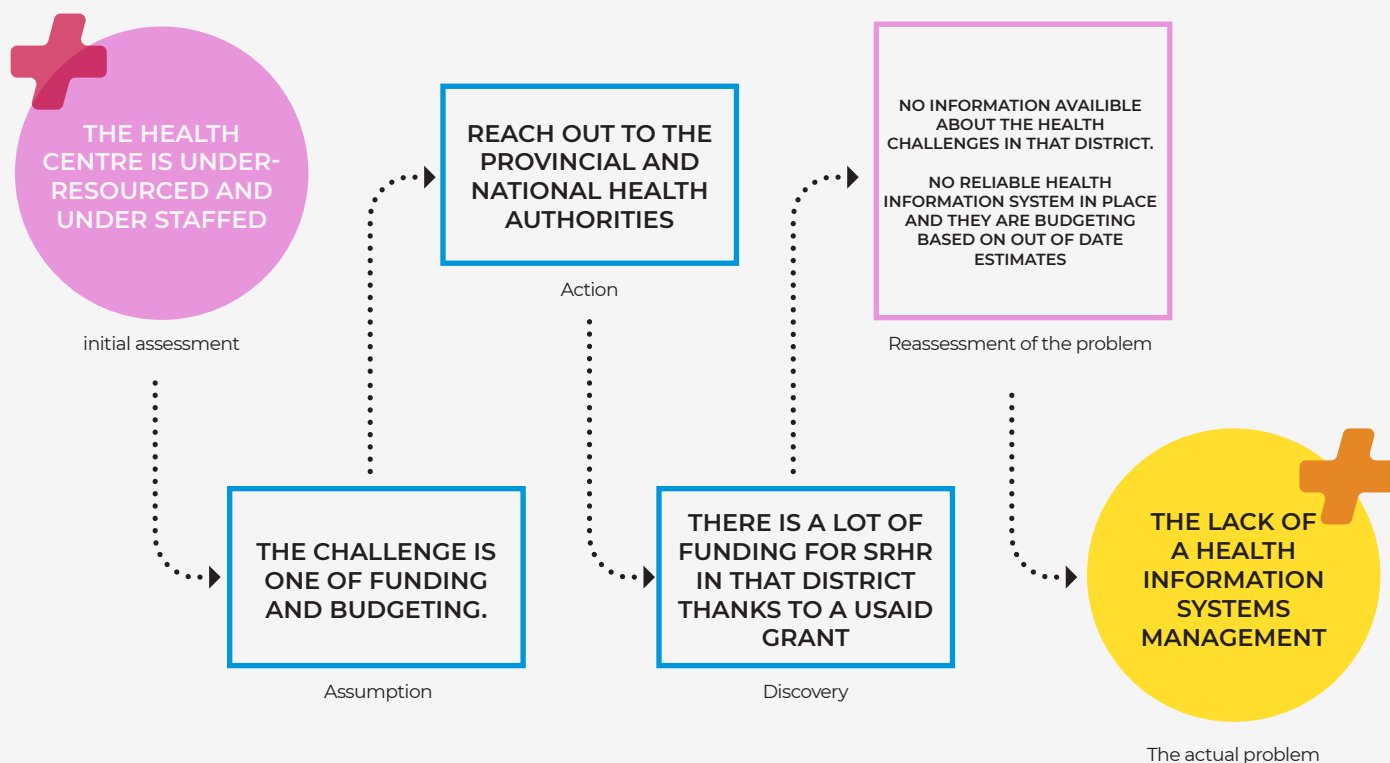 THE HEALTH
CENTRE IS UNDER-
RESOURCED AND
UNDER STAFFED
initial assessment
THE CHALLENGE IS
ONE OF FUNDING
AND BUDGETING.
Assumption
REACH OUT TO THE
PROVINCIAL AND
NATIONAL HEALTH
AUTHORITIES
Action
THERE IS A LOT OF
FUNDING FOR SRHR
IN THAT DISTRICT
THANKS TO A USAID
GRANT
Discovery
NO INFORMATION AVAILIBLE
ABOUT THE HEALTH
CHALLENGES IN THAT DISTRICT.
NO RELIABLE HEALTH
INFORMATION SYSTEM IN PLACE
AND THEY ARE BUDGETING
BASED ON OUT OF DATE
ESTIMATES
Reassessment of the problem
THE LACK OF
A HEALTH
INFORMATION
SYSTEMS
MANAGEMENT
The actual problem